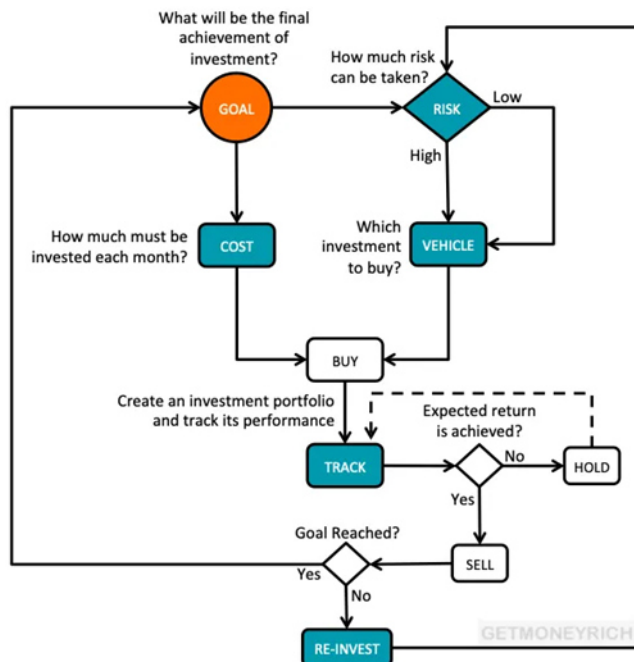 What will be the final
achievement of
investment?
How much risk
can be taken?
GOAL
RISK
Low
High
How much must be
invested each month?
COST
Which
investment
to buy?
VEHICLE
BUY
Create an investment portfolio
and track its performance
Expected return
is achieved?
TRACK
No
HOLD
Yes
Goal Reached?
SELL
Yes
No
RE-INVEST
GETMONEYRICH